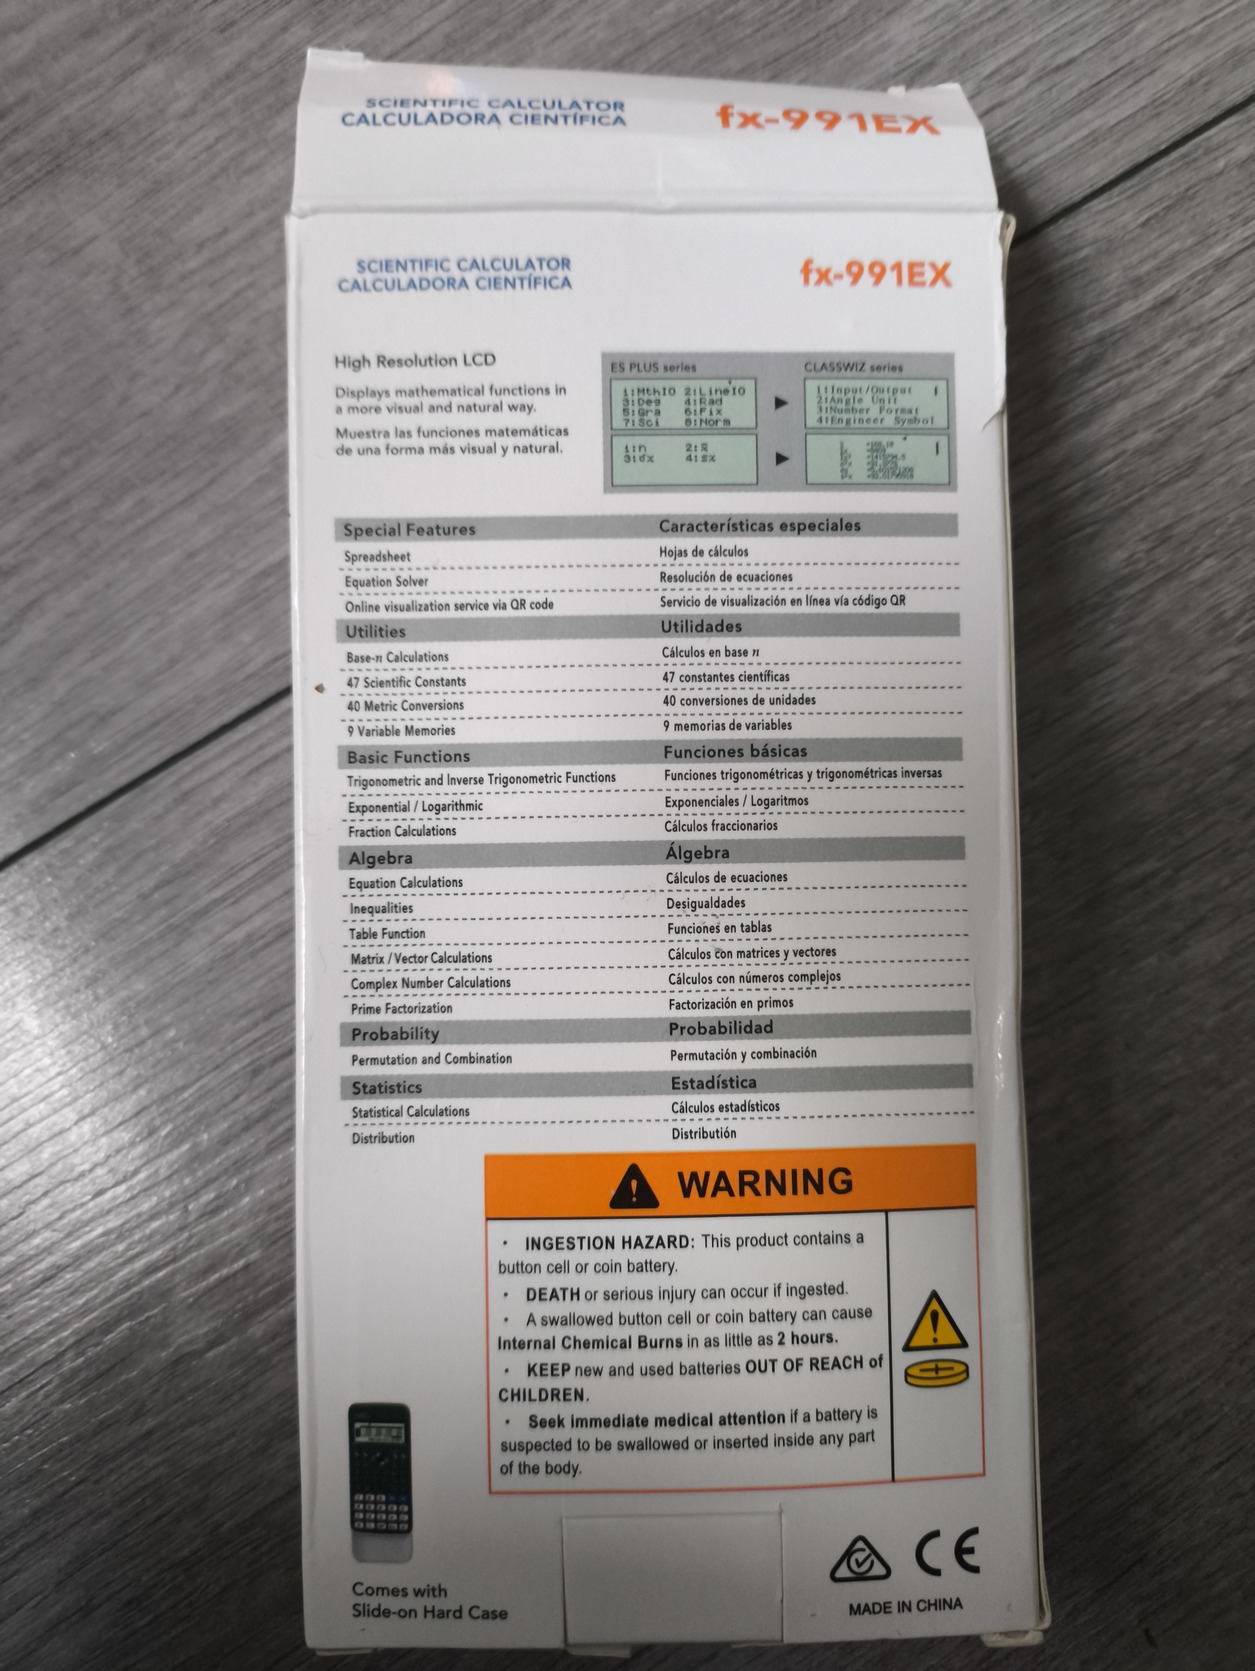 SCIENTIFIC CALCULATOR
CALCULADORA CIENTÍFICA
fx-991EX
SCIENTIFIC CALCULATOR
CALCULADORA CIENTÍFICA
fx-991EX
High Resolution LCD
Displays mathematical functions in
a more visual and natural way.
Muestra las funciones matemáticas
de una forma más visual y natural.
ES PLUS series
CLASSWIZ series
1:MthIO 2:LineIO
3:Deg 4:Rad
5:Gra 6:Fix
7:Sci 8:Norm
1:Input/Output
2:Angle Unit
3:Number Format
4:Engineer Symbol
1:n 2:x̄
3:σx 4:sx
Special Features Características especiales
Spreadsheet Hojas de cálculos
Equation Solver Resolución de ecuaciones
Online visualization service via QR code Servicio de visualización en línea vía código QR
Utilities Utilidades
Base-n Calculations Cálculos en base n
47 Scientific Constants 47 constantes científicas
40 Metric Conversions 40 conversiones de unidades
9 Variable Memories 9 memorias de variables
Basic Functions Funciones básicas
Trigonometric and Inverse Trigonometric Functions Funciones trigonométricas y trigonométricas inversas
Exponential / Logarithmic Exponenciales / Logaritmos
Fraction Calculations Cálculos fraccionarios
Algebra Álgebra
Equation Calculations Cálculos de ecuaciones
Inequalities Desigualdades
Table Function Funciones en tablas
Matrix / Vector Calculations Cálculos con matrices y vectores
Complex Number Calculations Cálculos con números complejos
Prime Factorization Factorización en primos
Probability Probabilidad
Permutation and Combination Permutación y combinación
Statistics Estadística
Statistical Calculations Cálculos estadísticos
Distribution Distributión
WARNING
· INGESTION HAZARD: This product contains a
button cell or coin battery.
· DEATH or serious injury can occur if ingested.
· A swallowed button cell or coin battery can cause
Internal Chemical Burns in as little as 2 hours.
· KEEP new and used batteries OUT OF REACH of
CHILDREN.
· Seek immediate medical attention if a battery is
suspected to be swallowed or inserted inside any part
of the body.
Comes with
Slide-on Hard Case
CE
MADE IN CHINA